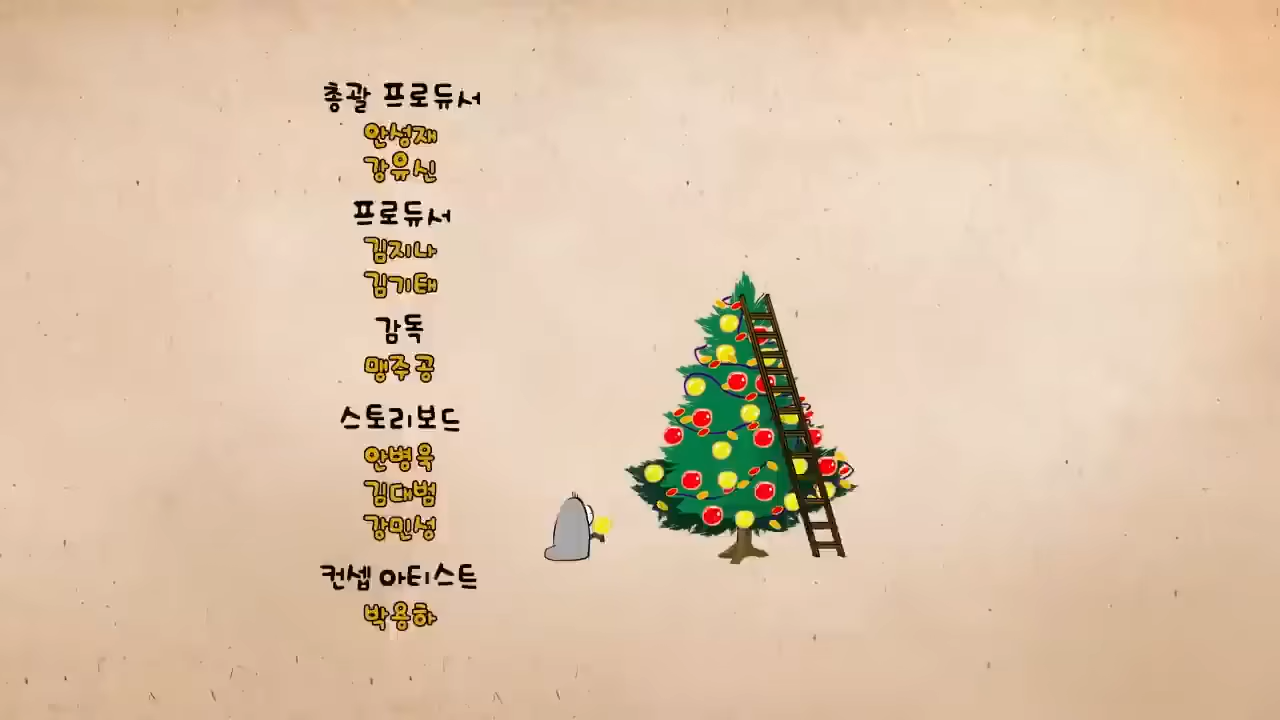 총괄 프로듀서
안성재
강유신
프로듀서
김지나
김기태
감독
맹주공
스토리보드
안병욱
김대범
강민성
컨셉 아티스트
박용하